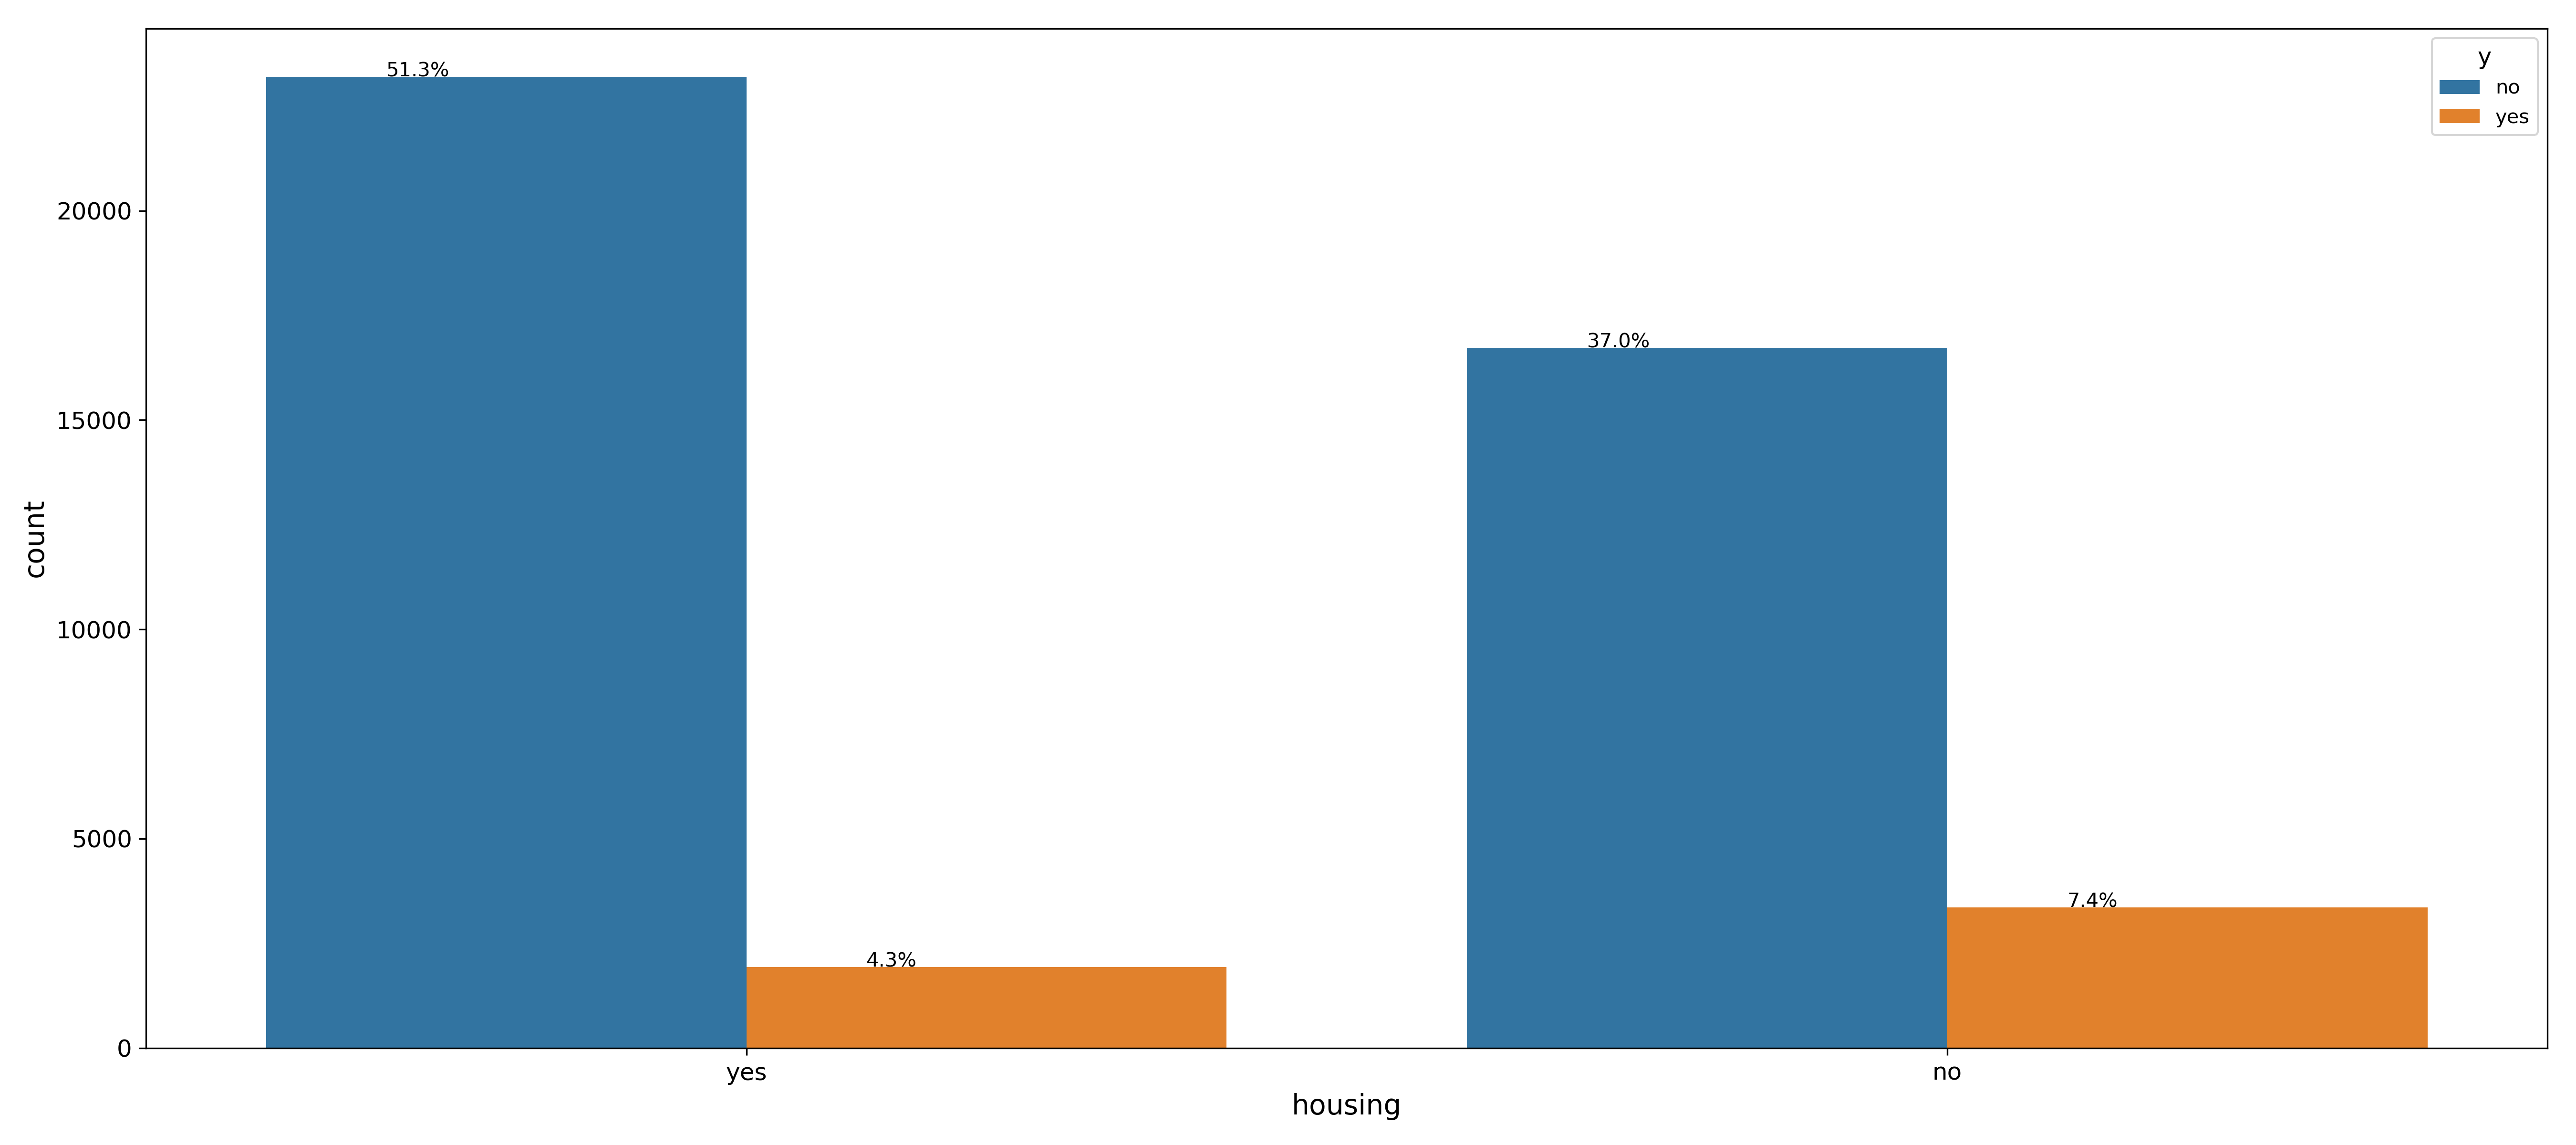 y
no
yes
51.3%
37.0%
7.4%
4.3%
20000
15000
10000
5000
0
count
yes
no
housing